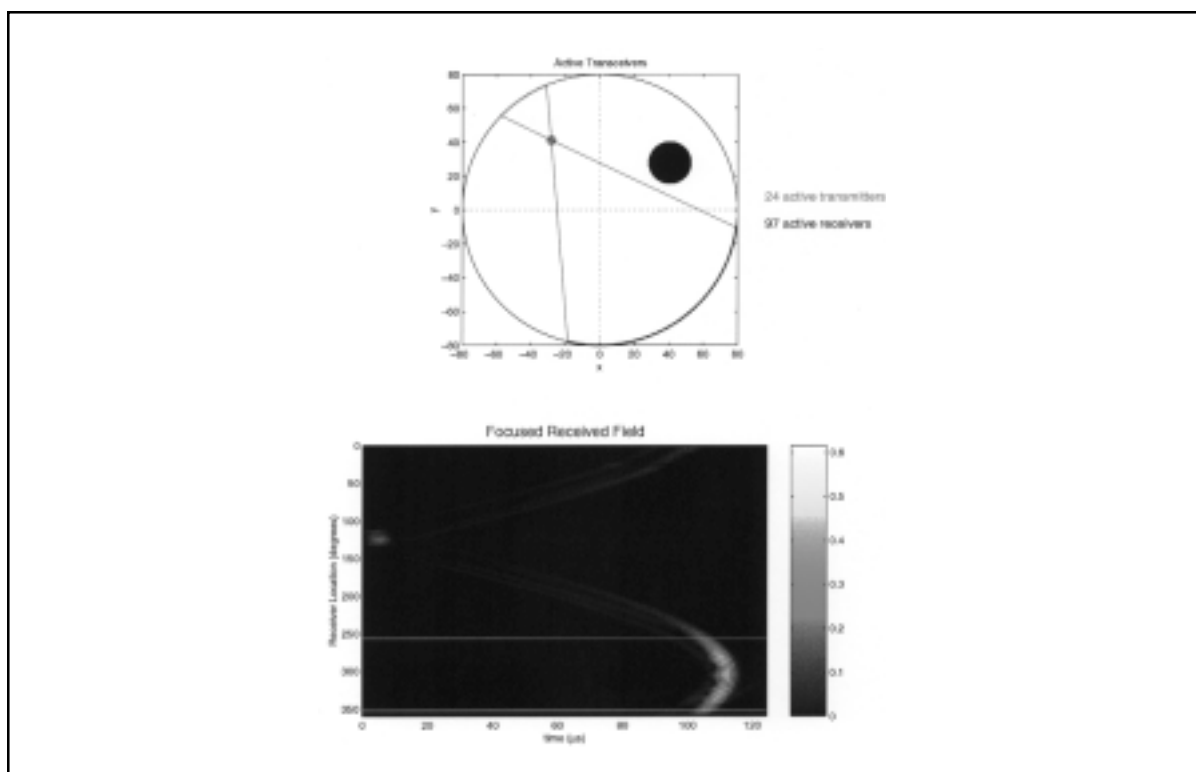 Active Transceivers
80
60
40
20
0
-20
-40
-60
-80
y
-80 -60 -40 -20 0 20 40 60 80
x
24 active transmitters
97 active receivers
Focused Received Field
0
50
100
150
200
250
300
350
Receiver Location (degrees)
0 20 40 60 80 100 120
time (µs)
0.6
0.5
0.4
0.3
0.2
0.1
0